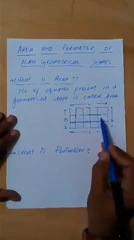 AREA AND PERIMETER OF
PLAN GEOMETRICAL SHAPES
WHAT IS AREA?
No of squares present in a
geometrical shape is called Area
WHAT IS Perimeter?